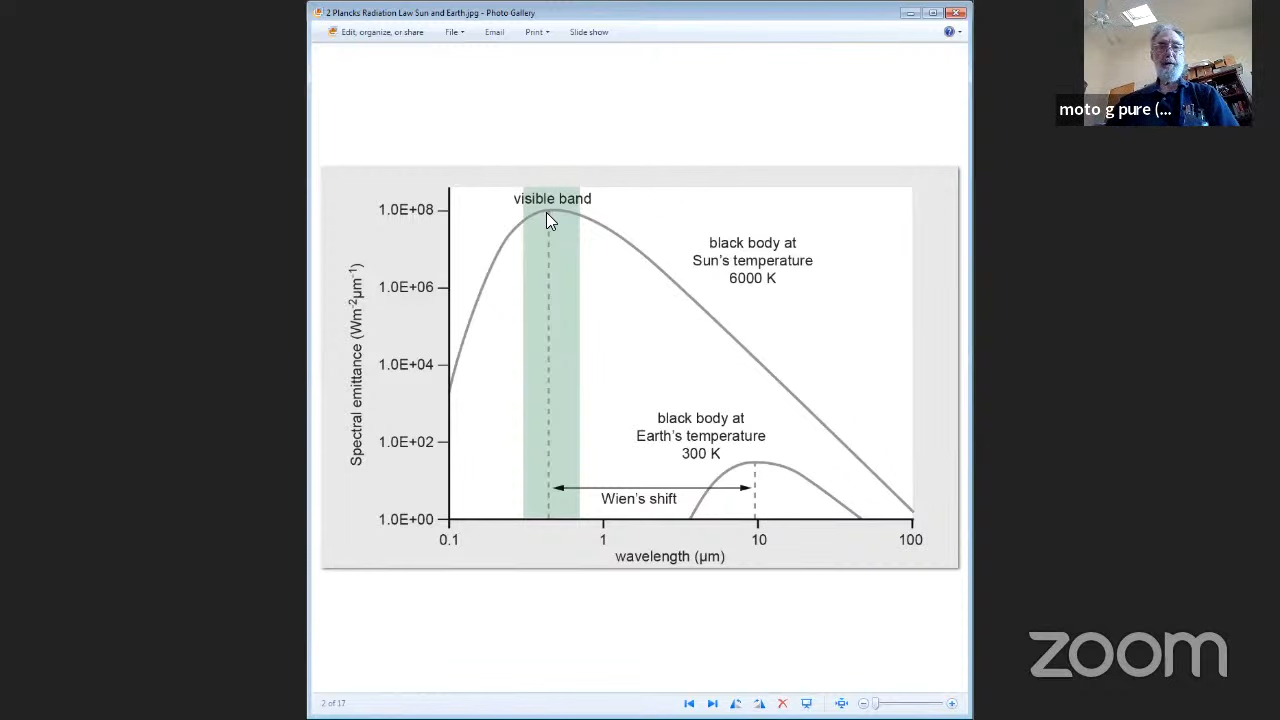 2 Plancks Radiation Law Sun and Earth.jpg - Photo Gallery
Edit, organize, or share File Email Print Slide show
moto g pure (...
visible band
1.0E+08
black body at
Sun's temperature
6000 K
1.0E+06
Spectral emittance (Wm-2µm-1)
1.0E+04
black body at
Earth's temperature
300 K
1.0E+02
Wien's shift
1.0E+00
0.1 1 10 100
wavelength (µm)
zoom
2 of 17